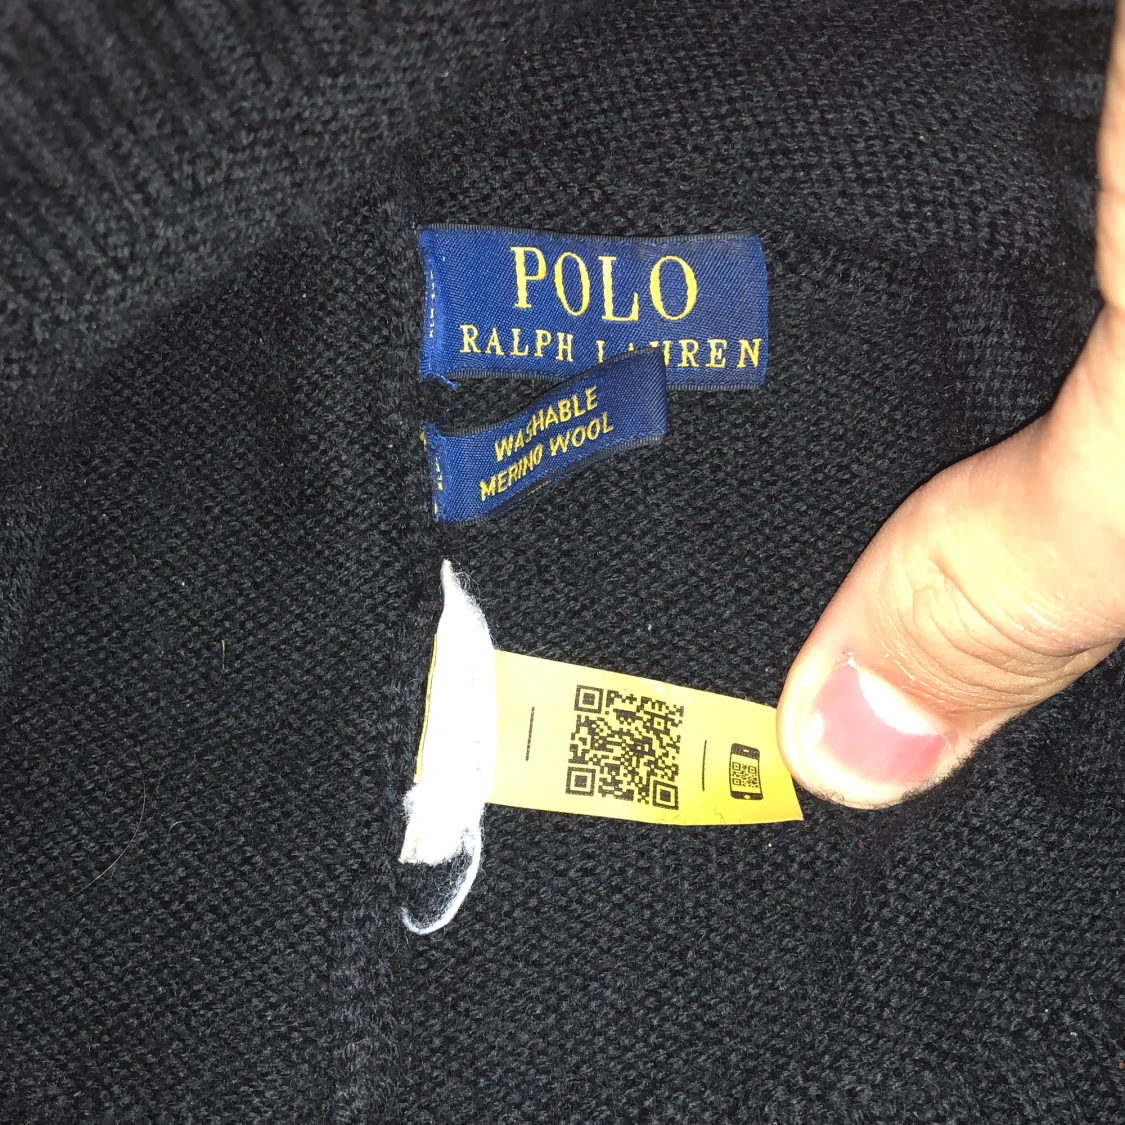 POLO
RALPH LAUREN
WASHABLE
MERINO WOOL